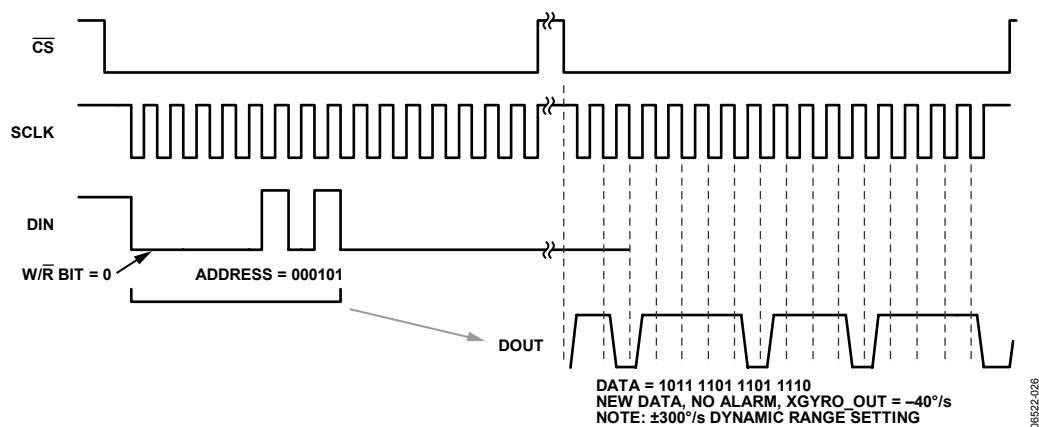 CS
SCLK
DIN
W/R BIT = 0
ADDRESS = 000101
DOUT
DATA = 1011 1101 1101 1110
NEW DATA, NO ALARM, XGYRO_OUT = –40°/s
NOTE: ±300°/s DYNAMIC RANGE SETTING
06522-026